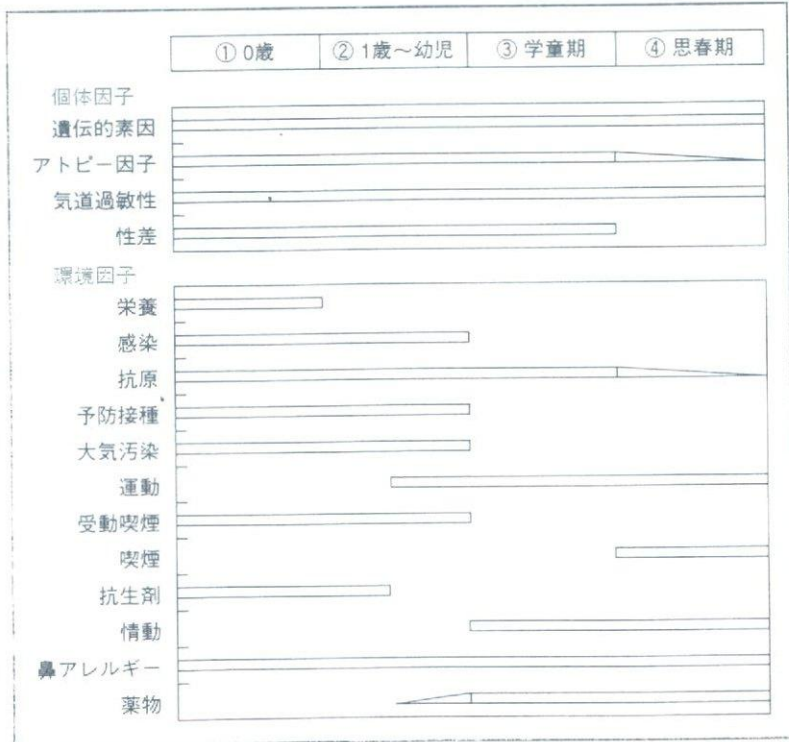 ① 0歳 ② 1歳～幼児 ③ 学童期 ④ 思春期
個体因子
遺伝的素因
アトピー因子
気道過敏性
性差
環境因子
栄養
感染
抗原
予防接種
大気汚染
運動
受動喫煙
喫煙
抗生剤
情動
鼻アレルギー
薬物